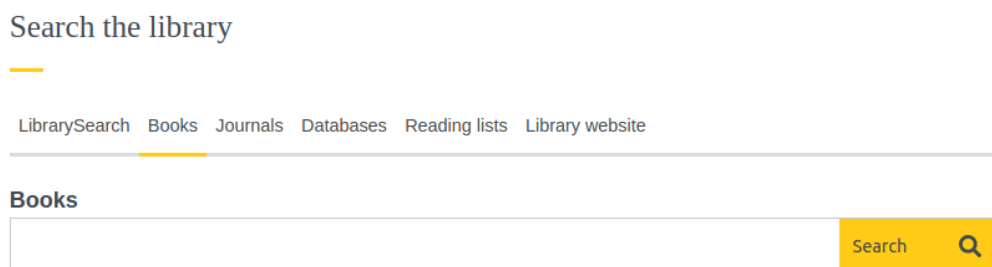 Search the library
LibrarySearch Books Journals Databases Reading lists Library website
Books
Search